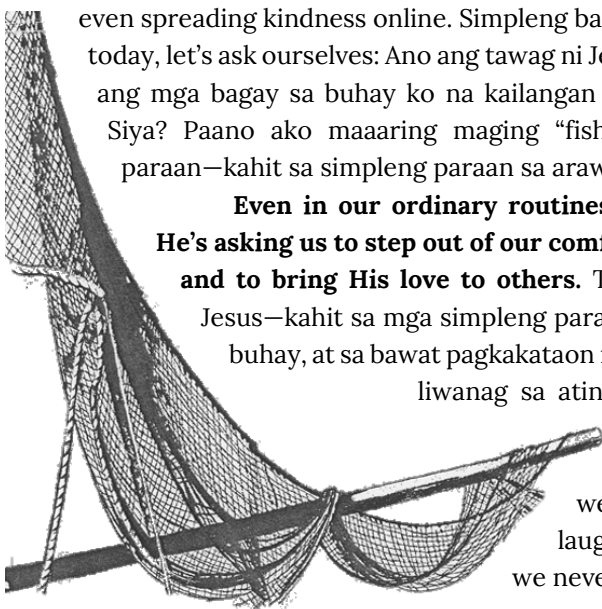 even spreading kindness online. Simpleng ba
today, let's ask ourselves: Ano ang tawag ni Je
ang mga bagay sa buhay ko na kailangan
Siya? Paano ako maaaring maging “fish
paraan—kahit sa simpleng paraan sa araw
Even in our ordinary routines
He's asking us to step out of our comf
and to bring His love to others. T
Jesus—kahit sa mga simpleng para
buhay, at sa bawat pagkakataon
liwanag sa atin
we
laug
we neve